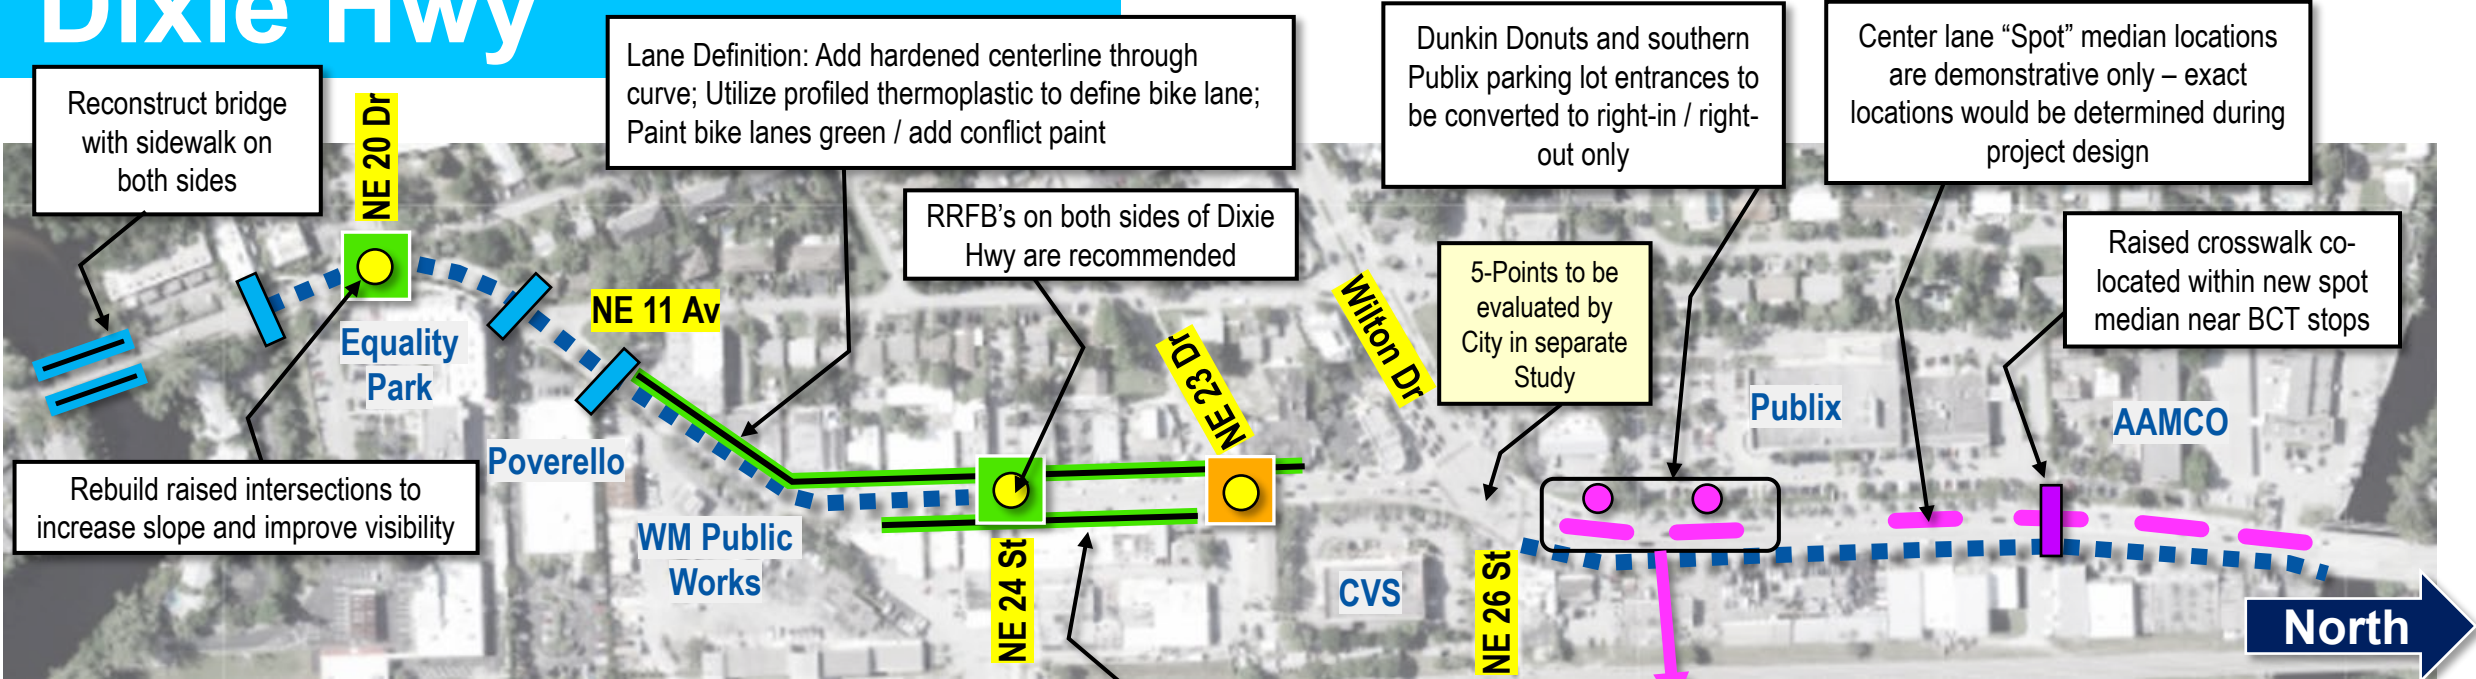 Dixie Hwy
Reconstruct bridge
with sidewalk on
both sides
NE 20 Dr
Lane Definition: Add hardened centerline through
curve; Utilize profiled thermoplastic to define bike lane;
Paint bike lanes green / add conflict paint
Dunkin Donuts and southern
Publix parking lot entrances to
be converted to right-in / right-
out only
Center lane “Spot” median locations
are demonstrative only – exact
locations would be determined during
project design
RRFB’s on both sides of Dixie
Hwy are recommended
5-Points to be
evaluated by
City in separate
Study
Raised crosswalk co-
located within new spot
median near BCT stops
NE 11 Av
Equality
Park
NE 23 Dr
Wilton Dr
Publix
AAMCO
Poverello
Rebuild raised intersections to
increase slope and improve visibility
WM Public
Works
NE 24 St
CVS
NE 26 St
North